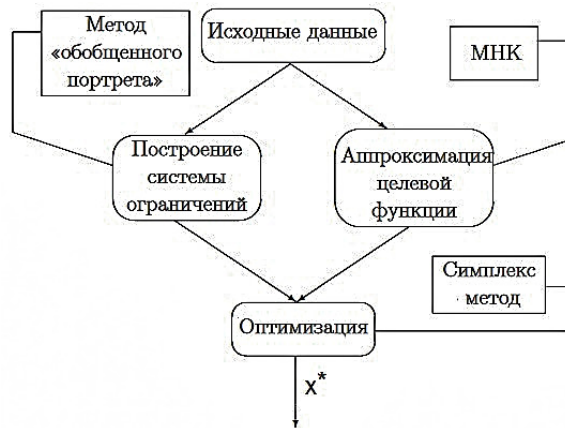 Метод
«обобщенного
портрета»
Исходные данные
МНК
Построение
системы
ограничений
Аппроксимация
целевой
функции
Симплекс
метод
Оптимизация
x*